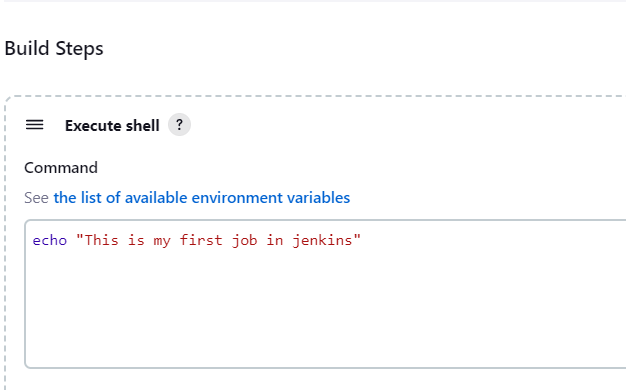 Build Steps
Execute shell ?
Command
See the list of available environment variables
echo "This is my first job in jenkins"